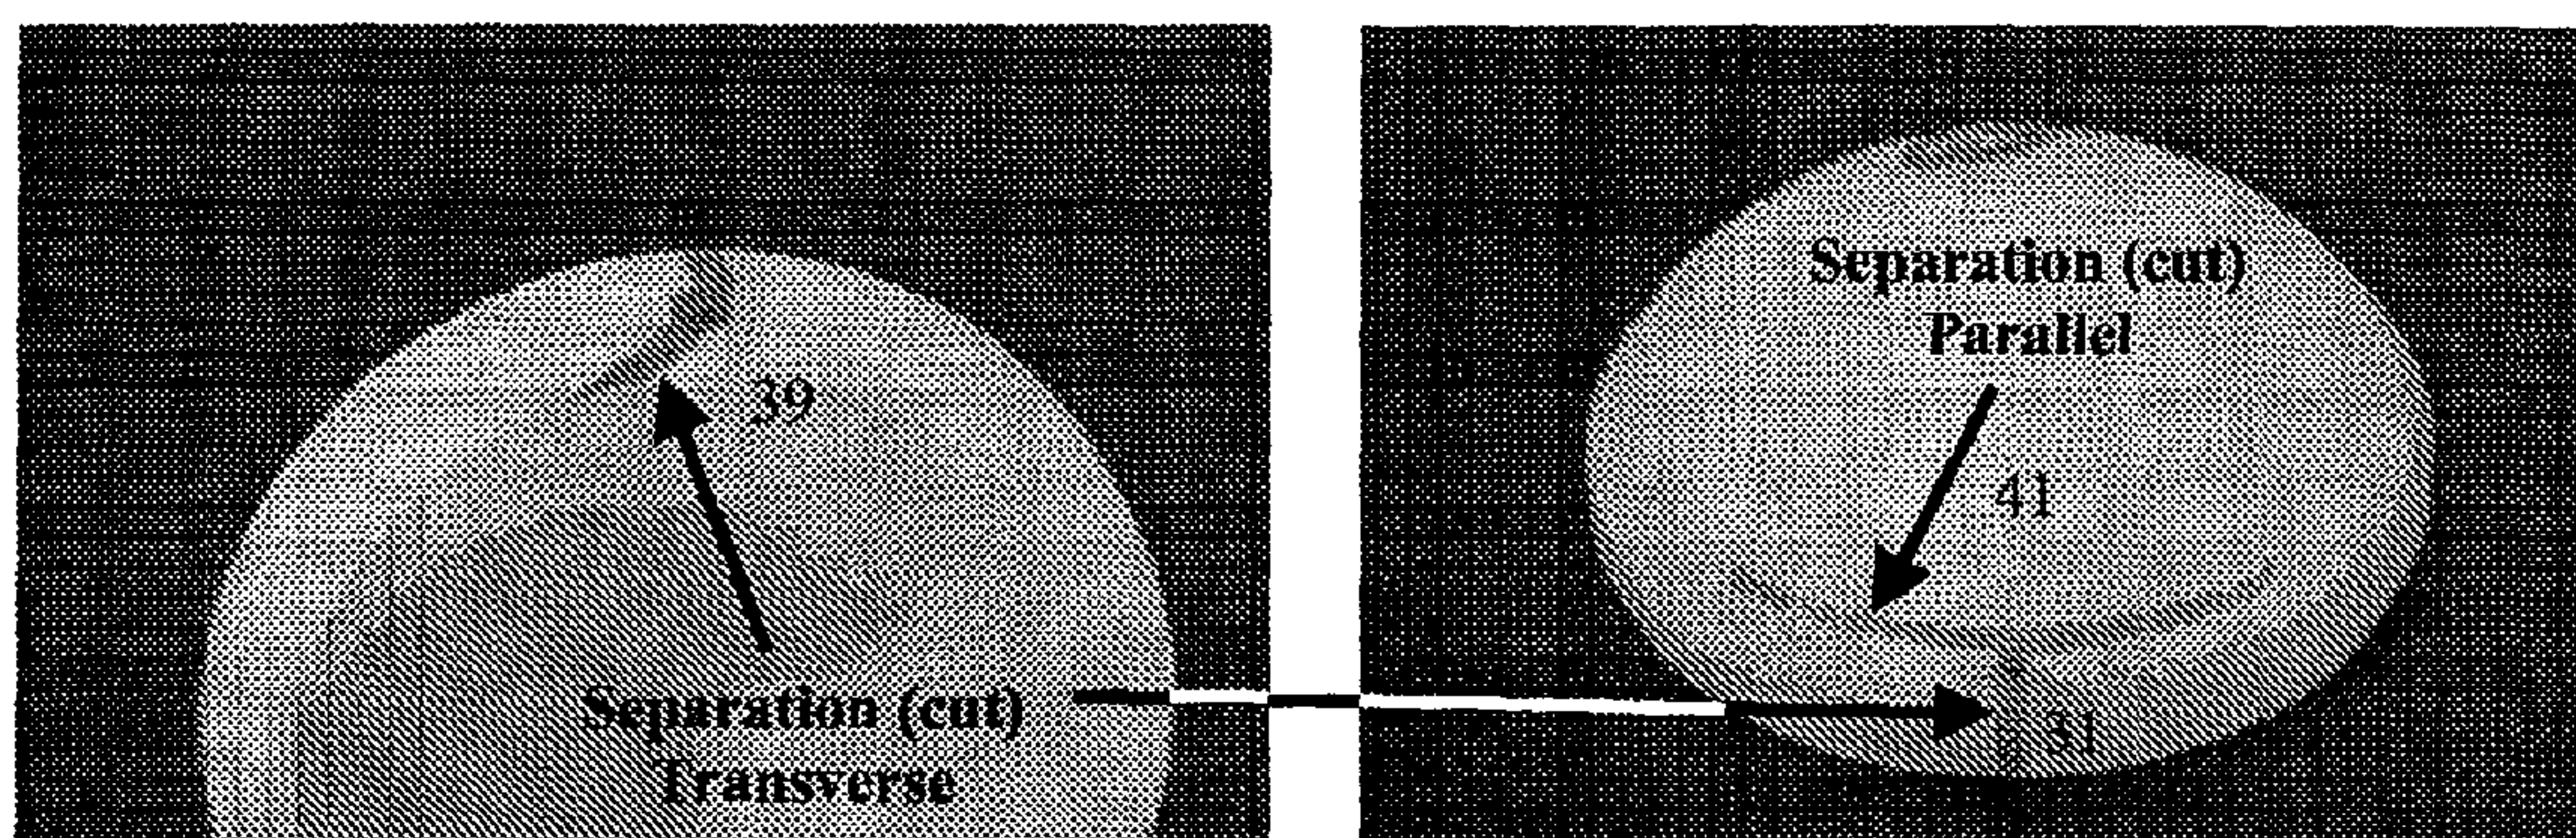 39
Separation (cut)
Transverse
Separation (cut)
Parallel
41
31